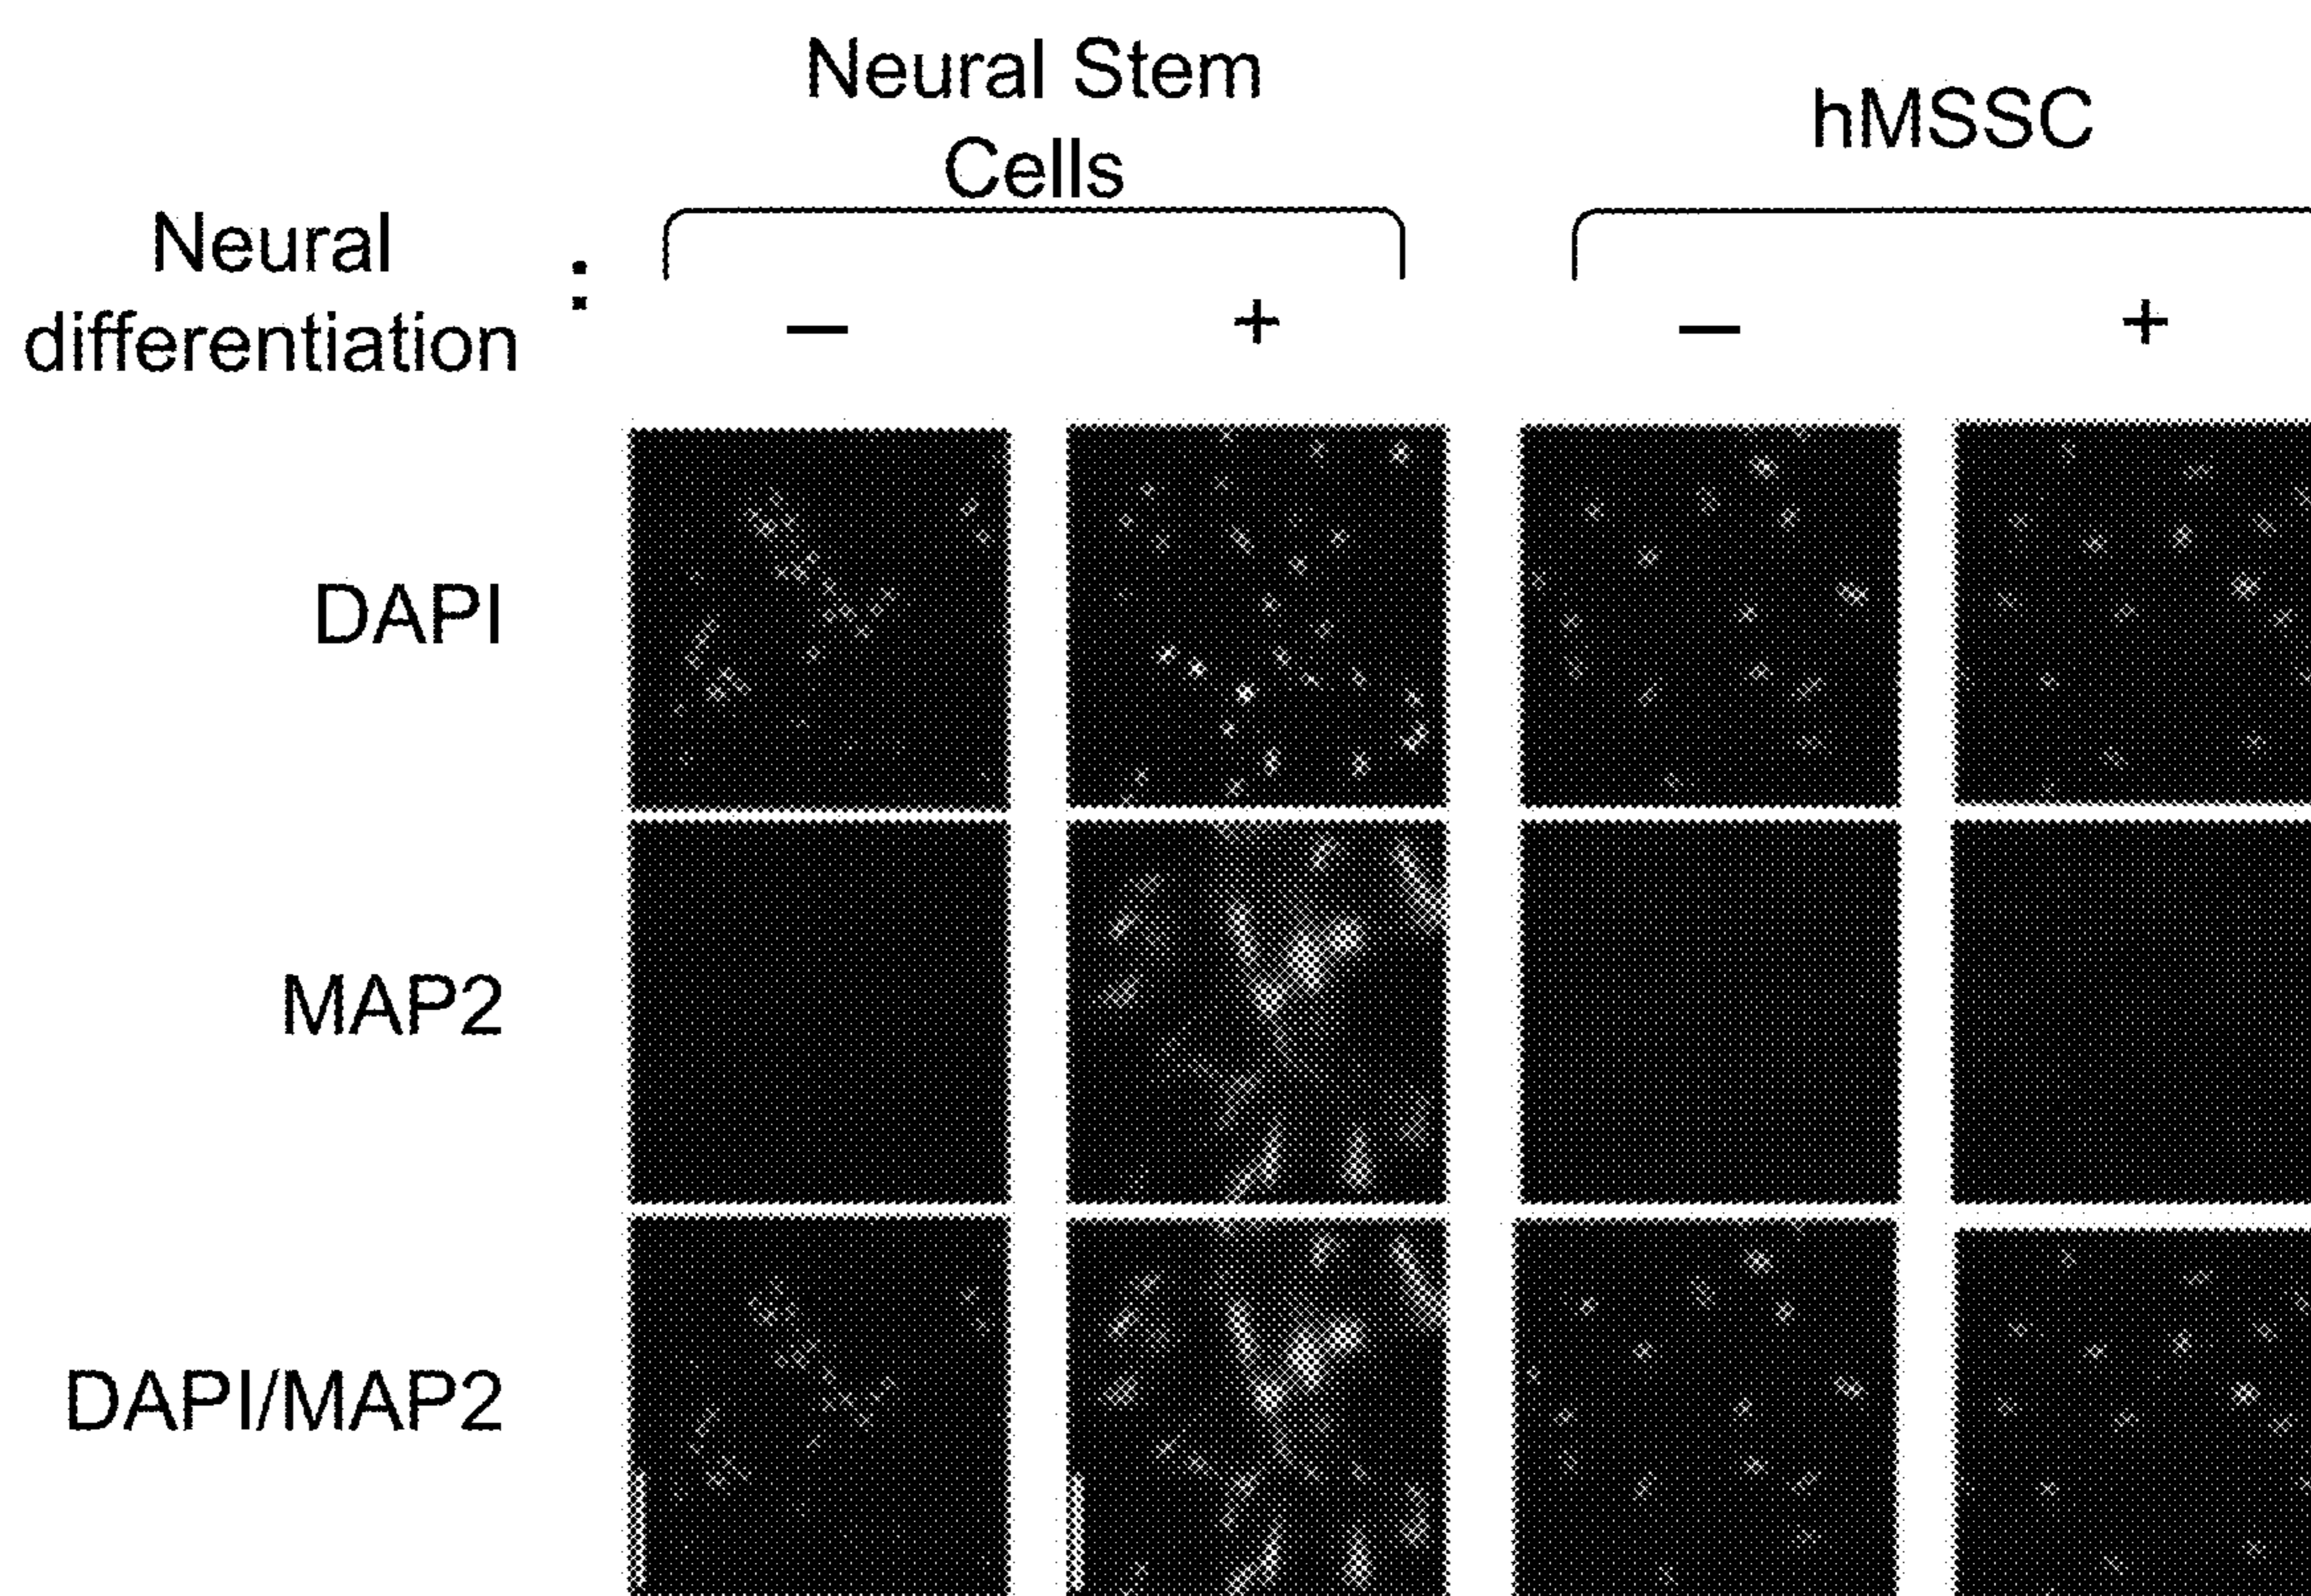 Neural Stem
Cells
hMSSC
Neural
differentiation :
– + – +
DAPI
MAP2
DAPI/MAP2